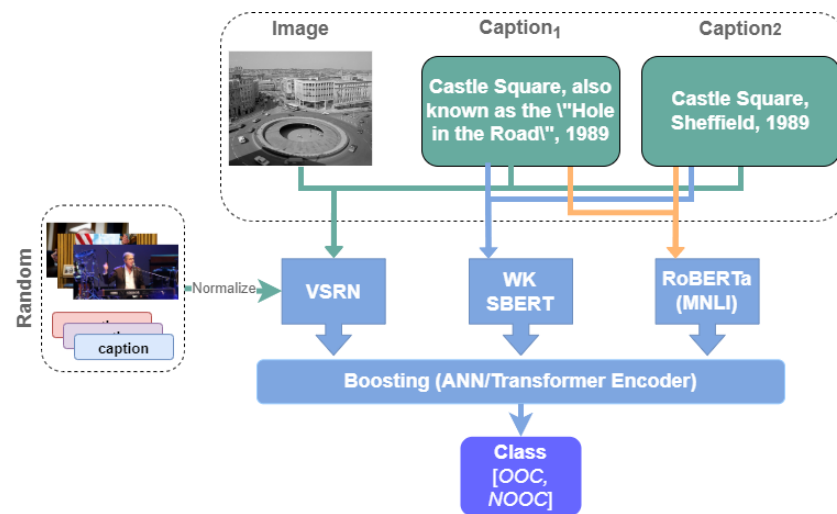 Image
Caption1
Caption2
Castle Square, also
known as the \"Hole
in the Road\", 1989
Castle Square,
Sheffield, 1989
Random
caption
Normalize
VSRN
WK
SBERT
RoBERTa
(MNLI)
Boosting (ANN/Transformer Encoder)
Class
[OOC,
NOOC]